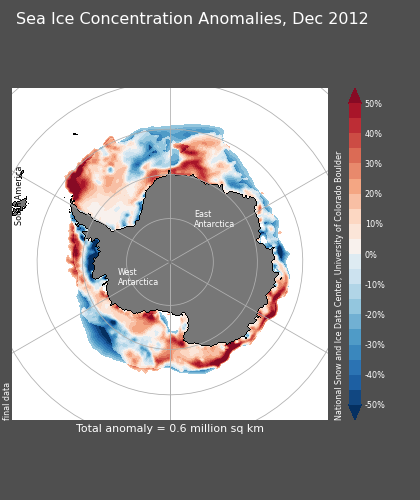 Sea Ice Concentration Anomalies, Dec 2012
South America
East
Antarctica
West
Antarctica
final data
50%
40%
30%
20%
10%
0%
-10%
-20%
-30%
-40%
-50%
National Snow and Ice Data Center, University of Colorado Boulder
Total anomaly = 0.6 million sq km